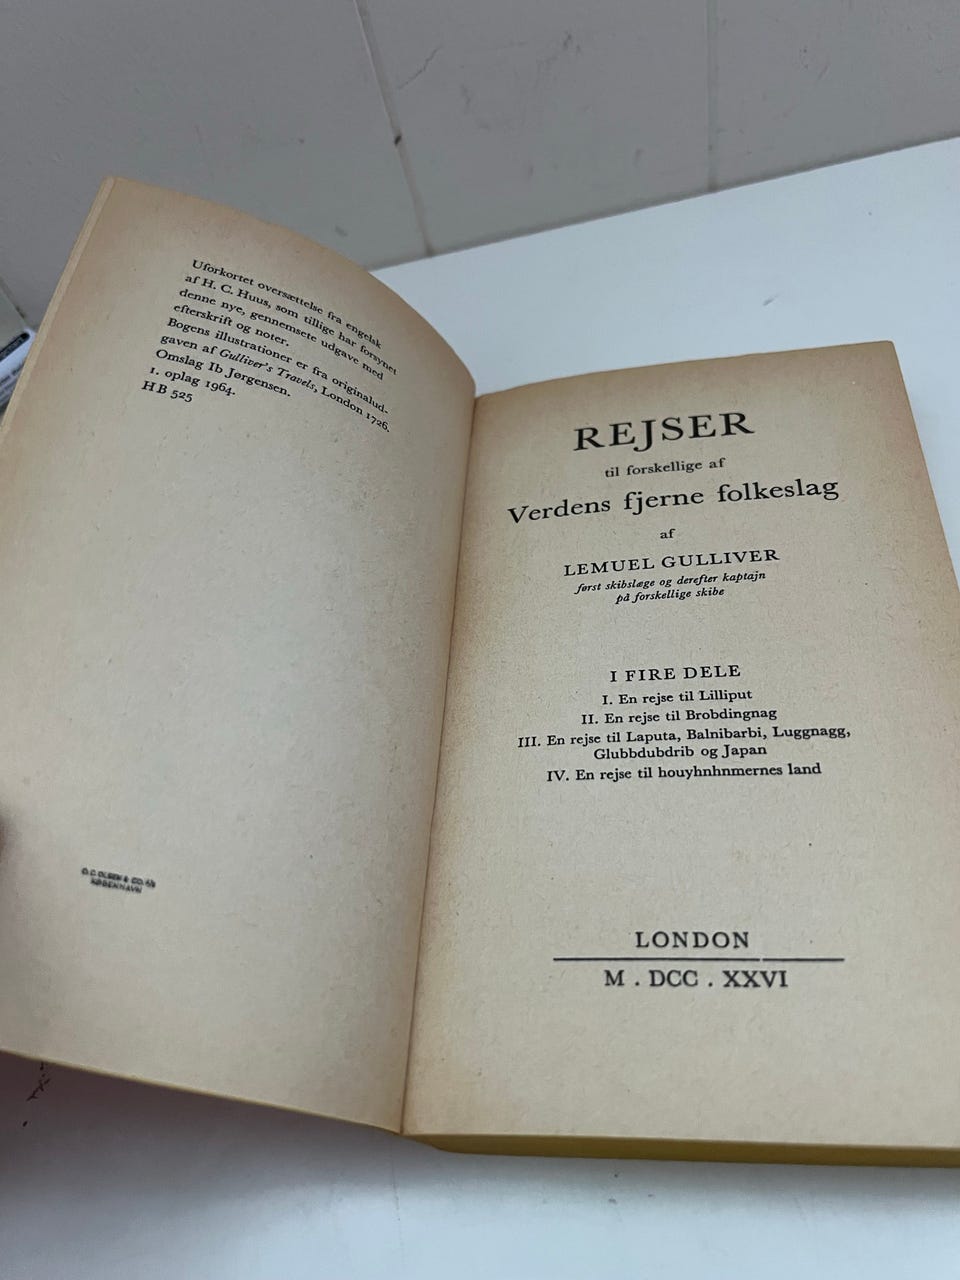 Uforkortet oversættelse fra engelsk
af H. C. Huus, som tillige har forsynet
denne nye, gennemsete udgave med
efterskrift og noter.
Bogens illustrationer er fra originalud-
gaven af Gulliver's Travels, London 1726.
Omslag Ib Jørgensen.
1. oplag 1964.
HB 525
O. C. OLSEN & CO. A/S
KØBENHAVN
REJSER
til forskellige af
Verdens fjerne folkeslag
af
LEMUEL GULLIVER
først skibslæge og derefter kaptajn
på forskellige skibe
I FIRE DELE
I. En rejse til Lilliput
II. En rejse til Brobdingnag
III. En rejse til Laputa, Balnibarbi, Luggnagg,
Glubbdubdrib og Japan
IV. En rejse til houyhnhnmernes land
LONDON
M . DCC . XXVI